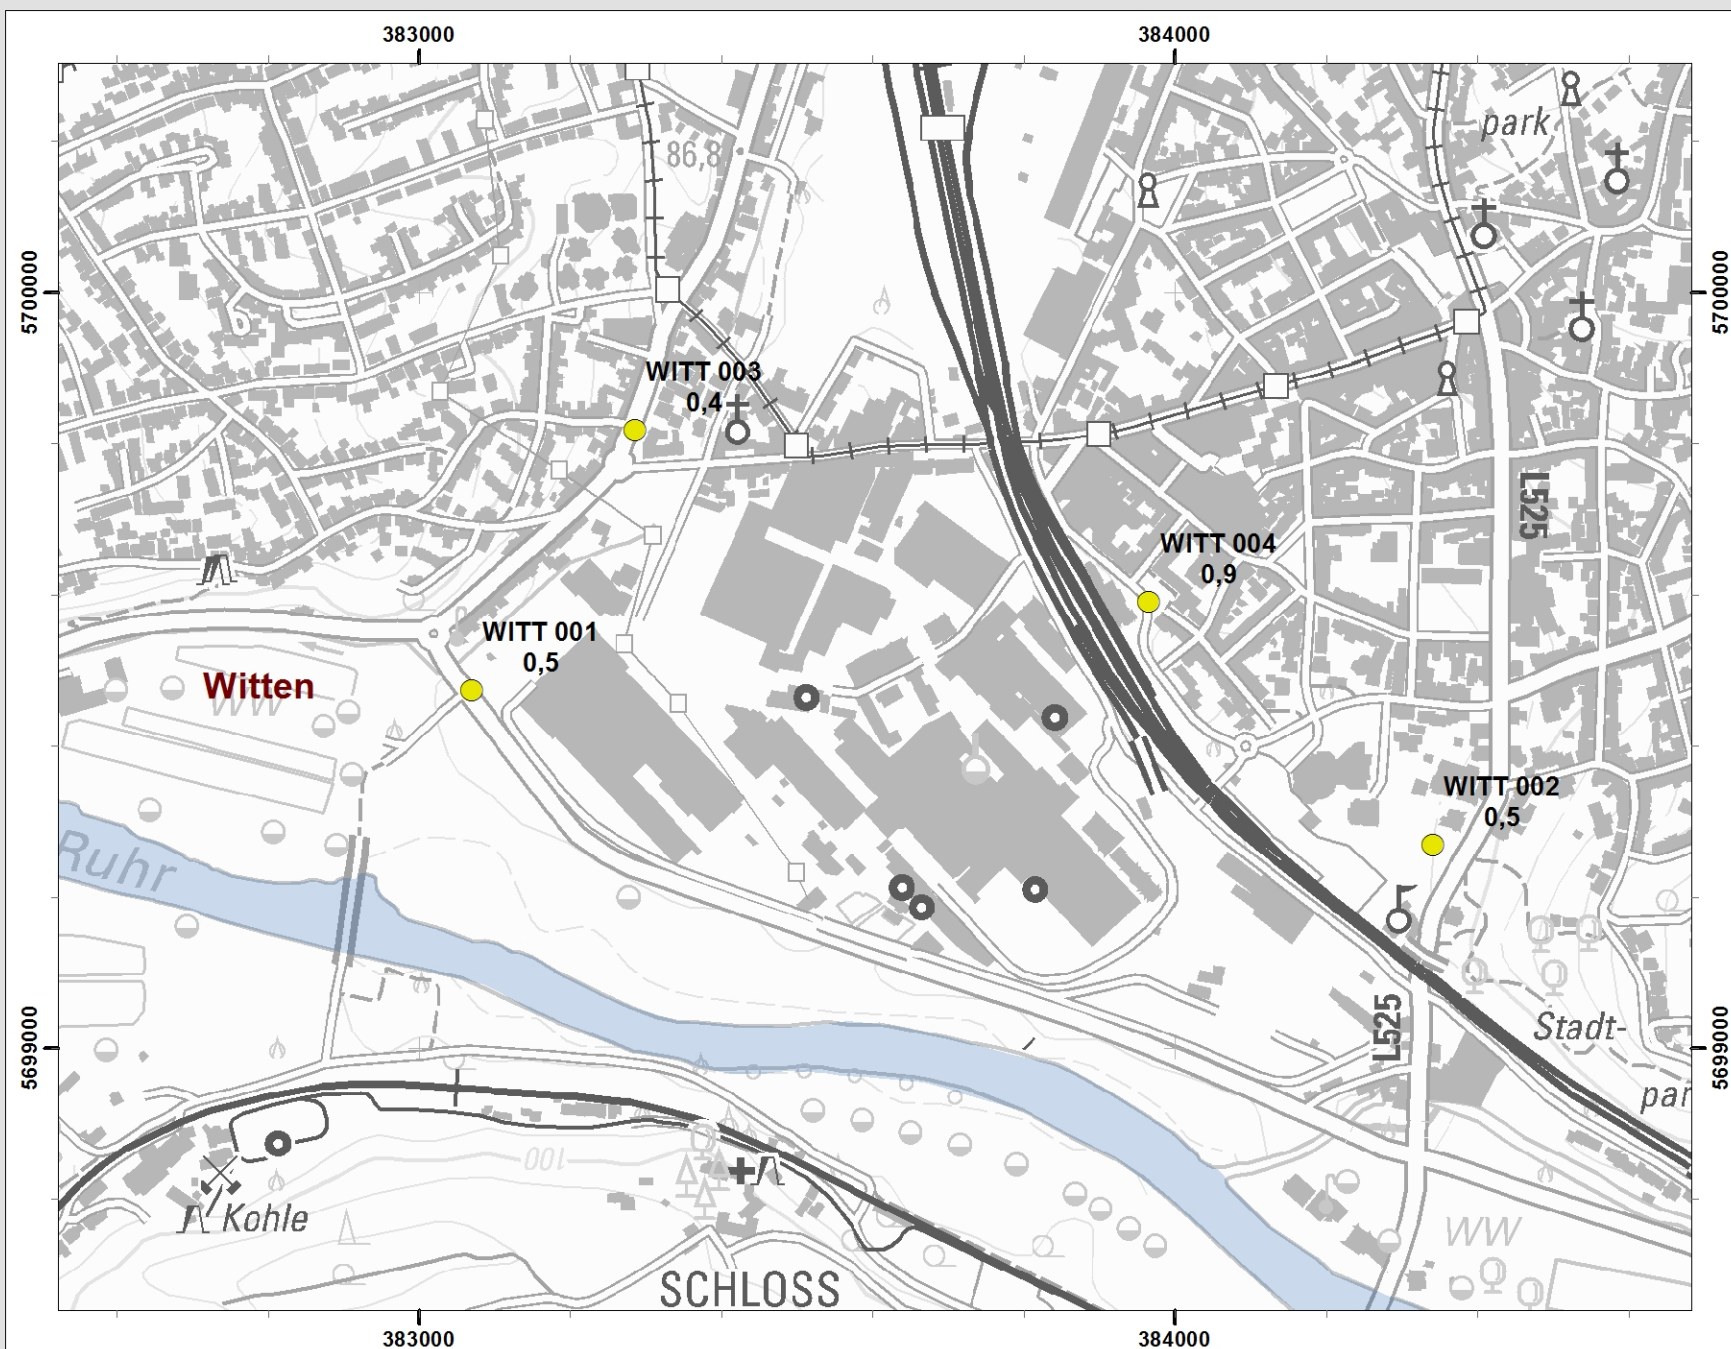 383000
384000
park
86,8
5700000
5700000
WITT 003
0,4
L525
WITT 004
0,9
WITT 001
0,5
Witten
WW
WITT 002
0,5
Ruhr
L525
Stadt-
5699000
5699000
par
100
Kohle
WW
SCHLOSS
383000
384000